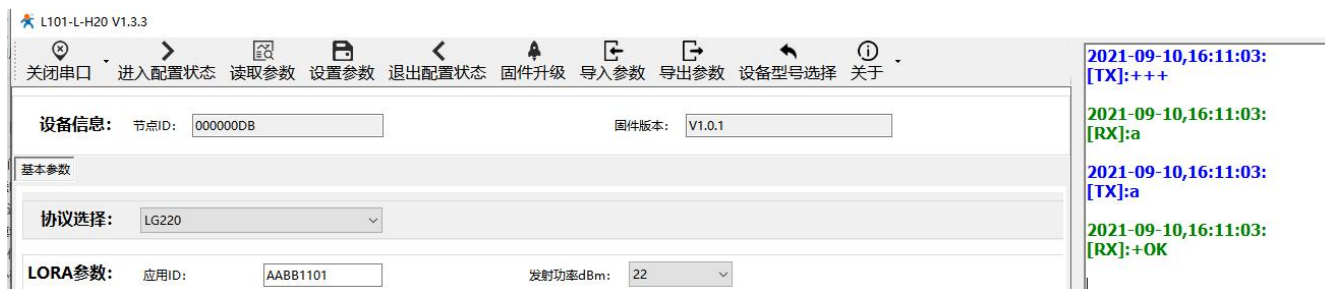 L101-L-H20 V1.3.3
关闭串口 进入配置状态 读取参数 设置参数 退出配置状态 固件升级 导入参数 导出参数 设备型号选择 关于
设备信息： 节点ID： 000000DB 固件版本： V1.0.1
基本参数
协议选择： LG220
LORA参数： 应用ID： AABB1101 发射功率dBm： 22
2021-09-10,16:11:03:
[TX]:+++
2021-09-10,16:11:03:
[RX]:a
2021-09-10,16:11:03:
[TX]:a
2021-09-10,16:11:03:
[RX]:+OK